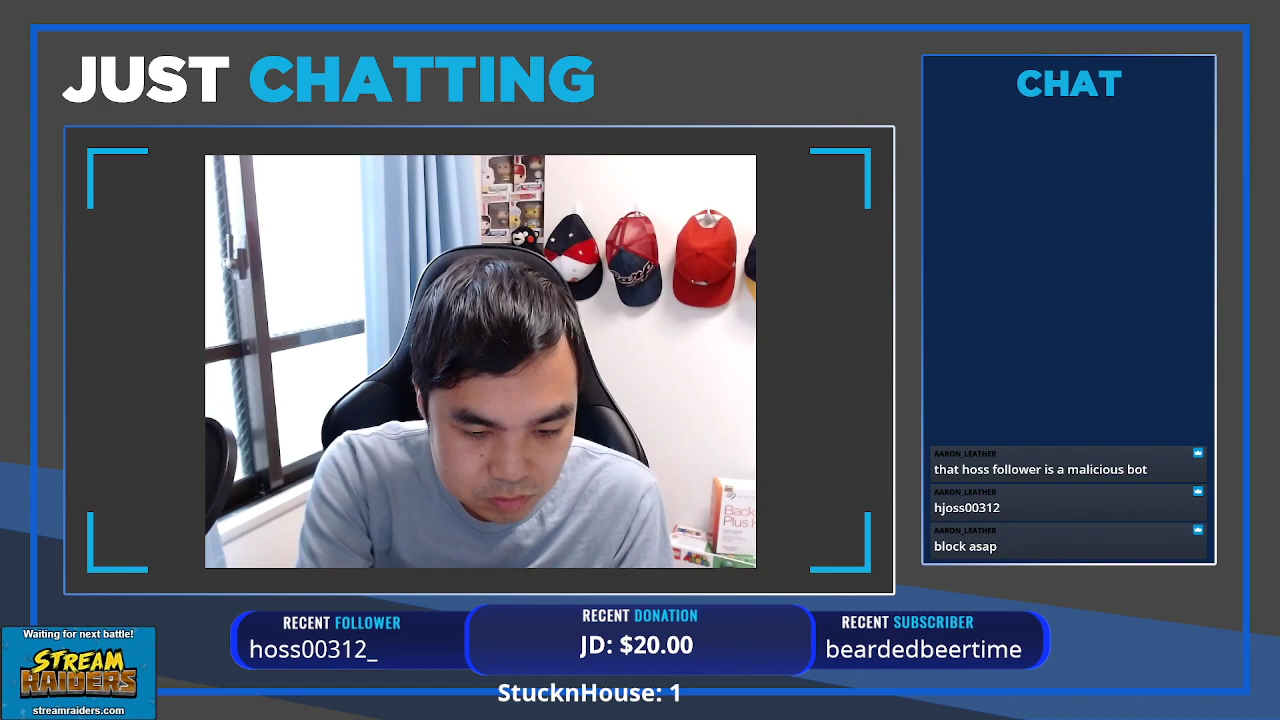 JUST CHATTING
CHAT
AARON_LEATHER
that hoss follower is a malicious bot
AARON_LEATHER
hjoss00312
AARON_LEATHER
block asap
RECENT FOLLOWER
hoss00312_
RECENT DONATION
JD: $20.00
RECENT SUBSCRIBER
beardedbeertime
StucknHouse: 1
Waiting for next battle!
STREAM
RAIDERS
streamraiders.com